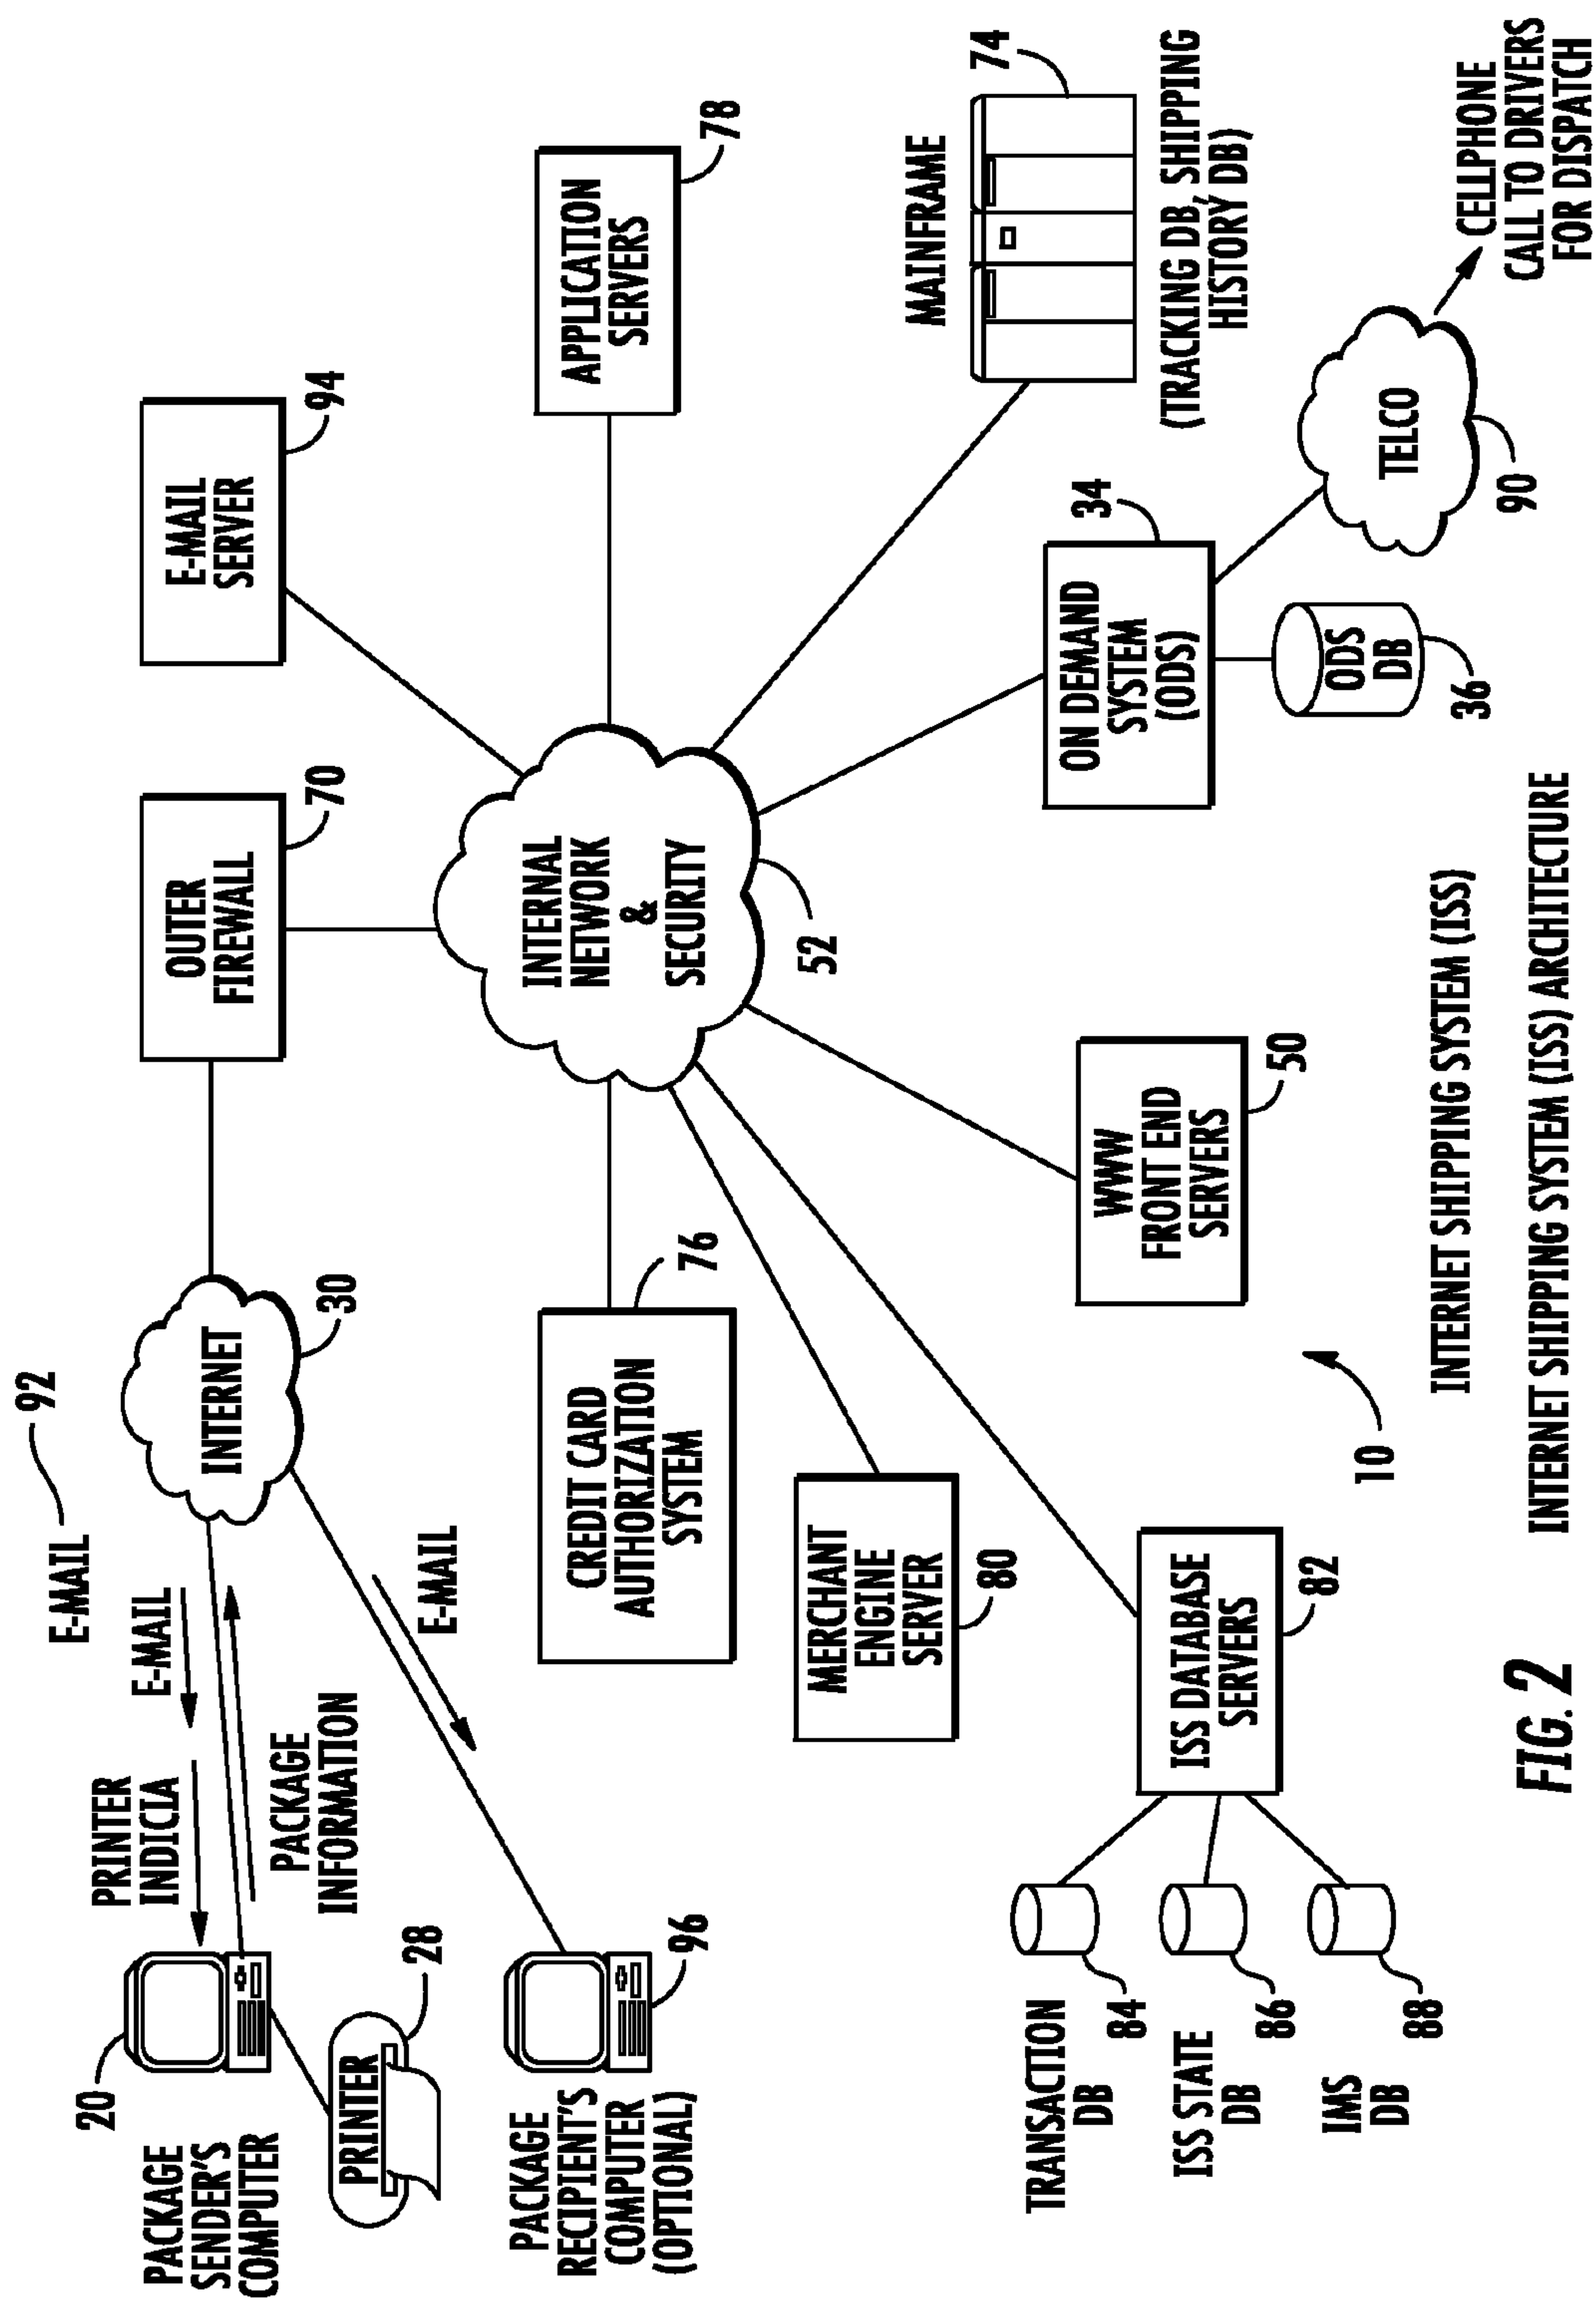 E-MAIL
92
E-MAIL
PRINTER
INDICIA
PACKAGE
INFORMATION
20
PACKAGE
SENDER'S
COMPUTER
PRINTER
28
INTERNET
30
E-MAIL
PACKAGE
RECIPIENT'S
COMPUTER
(OPTIONAL)
96
OUTER
FIREWALL
70
E-MAIL
SERVER
94
APPLICATION
SERVERS
78
INTERNAL
NETWORK
&
SECURITY
52
CREDIT CARD
AUTHORIZATION
SYSTEM
76
MERCHANT
ENGINE
SERVER
80
MAINFRAME
74
(TRACKING DB, SHIPPING
HISTORY DB)
ON DEMAND
SYSTEM
(ODS)
34
ODS
DB
36
TELCO
90
CELLPHONE
CALL TO DRIVERS
FOR DISPATCH
WWW
FRONT END
SERVERS
50
ISS DATABASE
SERVERS
82
TRANSACTION
DB
84
ISS STATE
DB
86
IMS
DB
88
10
INTERNET SHIPPING SYSTEM (ISS)
INTERNET SHIPPING SYSTEM (ISS) ARCHITECTURE
FIG. 2